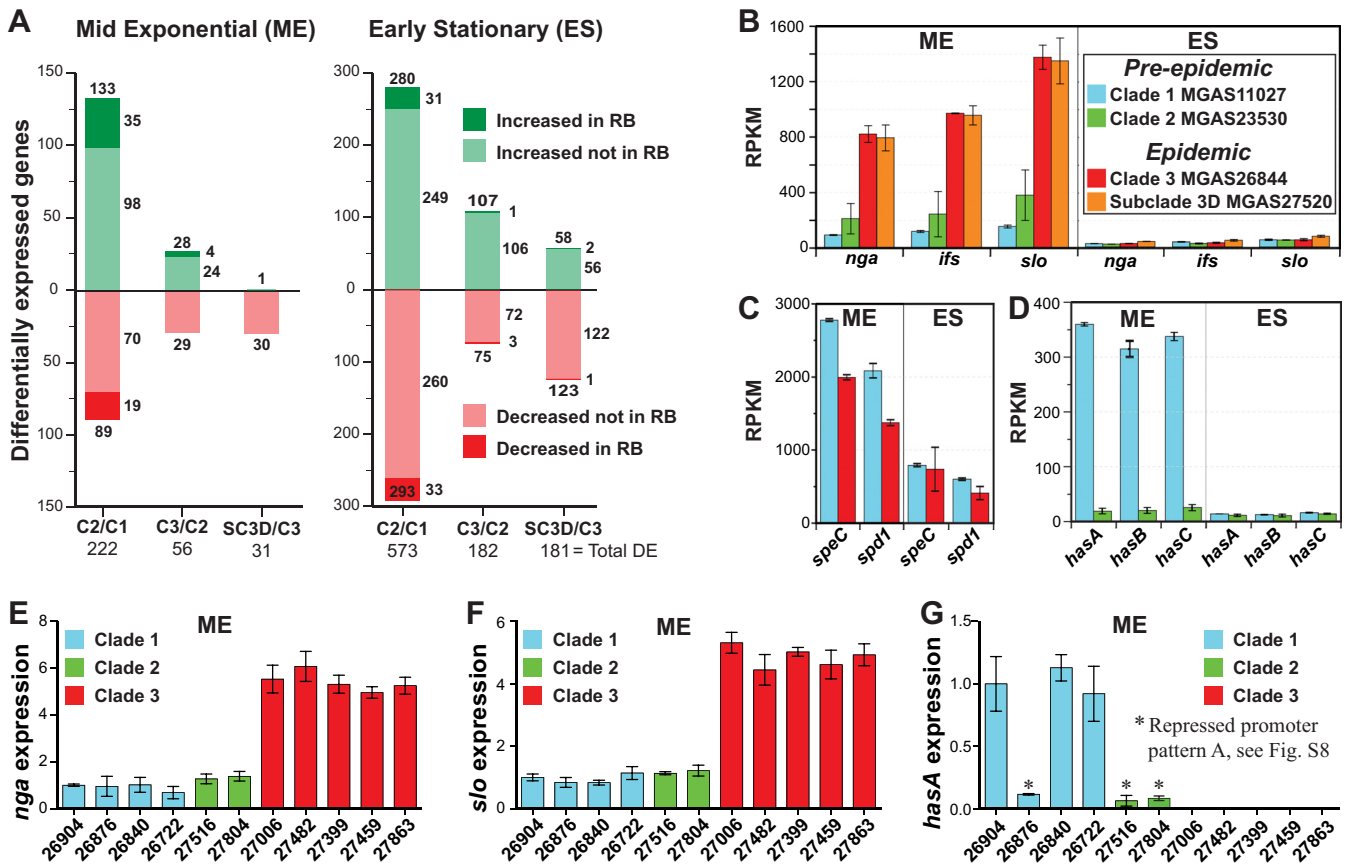 A
Mid Exponential (ME)
Early Stationary (ES)
Differentially expressed genes
150
100
50
0
50
100
150
133
35
98
70
19
89
28
4
24
29
1
30
C2/C1
C3/C2
SC3D/C3
222
56
31
300
200
100
0
100
200
300
280
31
249
260
293
33
107
1
106
72
3
75
58
2
56
122
123
1
Increased in RB
Increased not in RB
Decreased not in RB
Decreased in RB
C2/C1
C3/C2
SC3D/C3
573
182
181 = Total DE
B
ME
ES
RPKM
1600
1200
800
400
0
nga
ifs
slo
nga
ifs
slo
Pre-epidemic
Clade 1 MGAS11027
Clade 2 MGAS23530
Epidemic
Clade 3 MGAS26844
Subclade 3D MGAS27520
C
ME
ES
RPKM
3000
2000
1000
0
speC
spd1
speC
spd1
D
ME
ES
RPKM
400
300
200
100
0
hasA
hasB
hasC
hasA
hasB
hasC
E
ME
nga expression
8
6
4
2
0
Clade 1
Clade 2
Clade 3
26904
26876
26840
26722
27516
27804
27006
27482
27399
27459
27863
F
ME
slo expression
6
4
2
0
Clade 1
Clade 2
Clade 3
26904
26876
26840
26722
27516
27804
27006
27482
27399
27459
27863
G
ME
hasA expression
1.5
1.0
0.5
0.0
Clade 1
Clade 2
Clade 3
* Repressed promoter
pattern A, see Fig. S8
*
*
*
26904
26876
26840
26722
27516
27804
27006
27482
27399
27459
27863